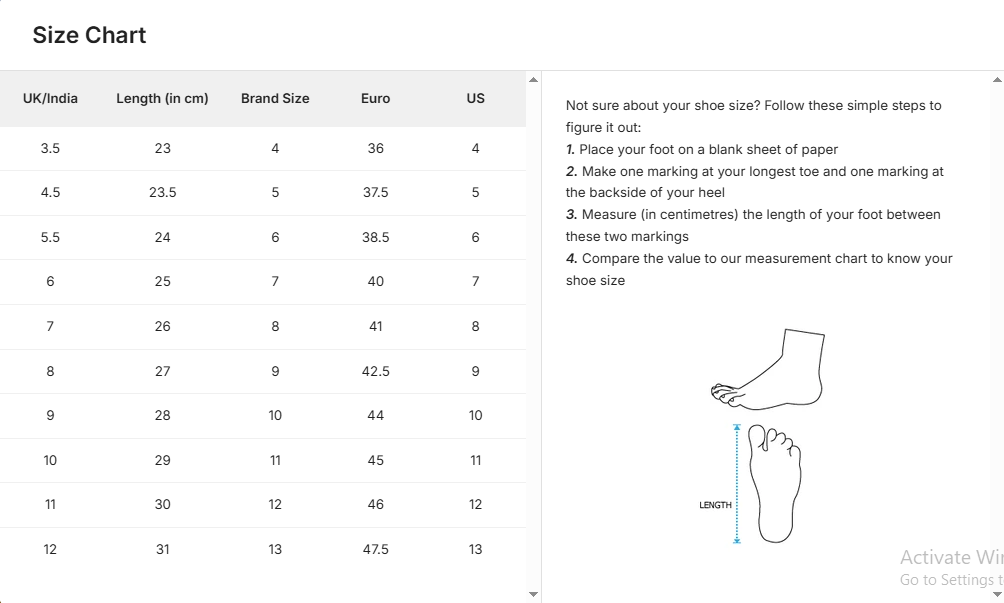 Size Chart
UK/India Length (in cm) Brand Size Euro US
3.5 23 4 36 4
4.5 23.5 5 37.5 5
5.5 24 6 38.5 6
6 25 7 40 7
7 26 8 41 8
8 27 9 42.5 9
9 28 10 44 10
10 29 11 45 11
11 30 12 46 12
12 31 13 47.5 13
Not sure about your shoe size? Follow these simple steps to
figure it out:
1. Place your foot on a blank sheet of paper
2. Make one marking at your longest toe and one marking at
the backside of your heel
3. Measure (in centimetres) the length of your foot between
these two markings
4. Compare the value to our measurement chart to know your
shoe size
LENGTH
Activate Wi
Go to Settings t